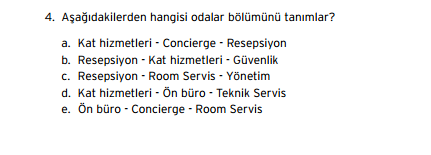 4. Aşağıdakilerden hangisi odalar bölümünü tanımlar?
a. Kat hizmetleri - Concierge - Resepsiyon
b. Resepsiyon - Kat hizmetleri - Güvenlik
c. Resepsiyon - Room Servis - Yönetim
d. Kat hizmetleri - Ön büro - Teknik Servis
e. Ön büro - Concierge - Room Servis